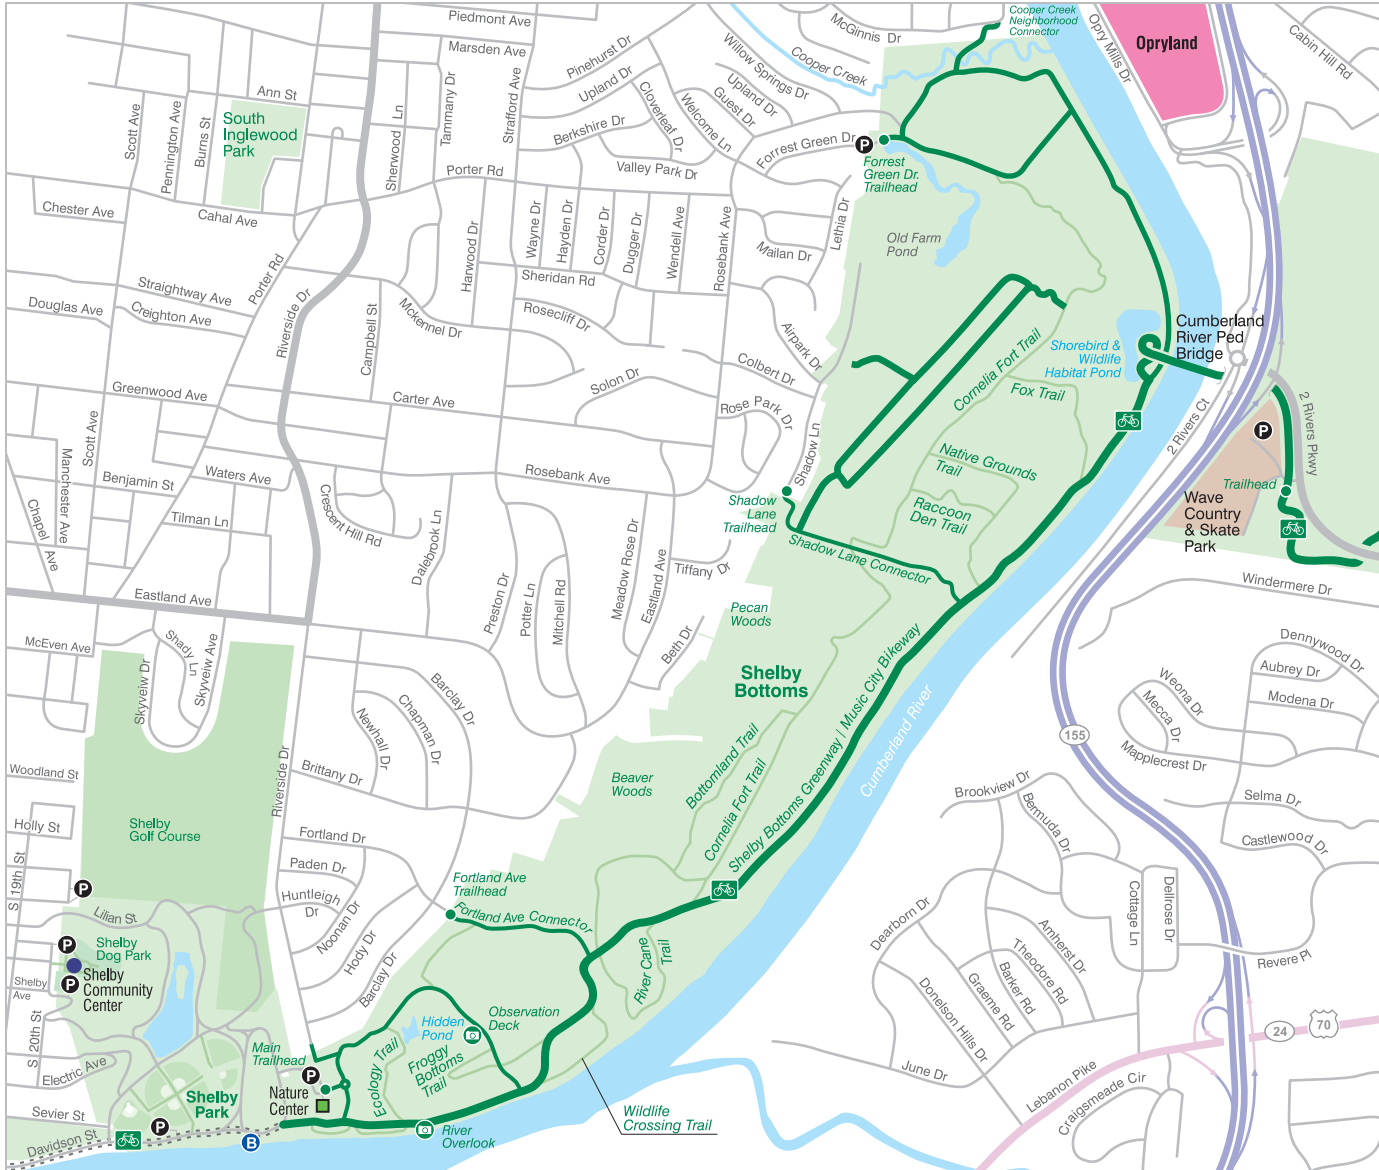 Piedmont Ave
Marsden Ave
Cooper Creek
Neighborhood
Connector
McGinnis Dr
Opry Mills Dr
Opryland
Cabin Hill Rd
Pinehurst Dr
Willow Springs Dr
Cooper Creek
Upland Dr
Cloverleaf Dr
Welcome Ln
Upland Dr
Guest Dr
Berkshire Dr
Valley Park Dr
Forrest Green Dr
P
Forrest
Green Dr.
Trailhead
Ann St
South
Inglewood
Park
Scott Ave
Pennington Ave
Burns St
Sherwood Ln
Tammany Dr
Strafford Ave
Porter Rd
Chester Ave
Cahal Ave
Harwood Dr
Wayne Dr
Hayden Dr
Corder Dr
Dugger Dr
Wendell Ave
Rosebank Ave
Lethia Dr
Mailan Dr
Old Farm
Pond
Sheridan Rd
Porter Rd
Straightway Ave
Douglas Ave
Creighton Ave
Riverside Dr
Campbell St
Mckennel Dr
Rosecliff Dr
Airpark Dr
Colbert Dr
Solon Dr
Rose Park Dr
Shadow Ln
Cornelia Fort Trail
Fox Trail
Shorebird &
Wildlife
Habitat Pond
Cumberland
River Ped
Bridge
2 Rivers Ct
2 Rivers Pkwy
P
Greenwood Ave
Carter Ave
Scott Ave
Manchester Ave
Chapel Ave
Benjamin St
Waters Ave
Tilman Ln
Crescent Hill Rd
Rosebank Ave
Dalebrook Ln
Native Grounds
Trail
Raccoon
Den Trail
Shadow
Lane
Trailhead
Shadow Lane Connector
Trailhead
Wave
Country
& Skate
Park
Windermere Dr
Eastland Ave
Preston Dr
Potter Ln
Mitchell Rd
Meadow Rose Dr
Eastland Ave
Tiffany Dr
Beth Dr
Pecan
Woods
Shelby
Bottoms
McEven Ave
Skyveiw Dr
Shady Ln
Skyveiw Ave
Barclay Dr
Chapman Dr
Newhall Dr
Brittany Dr
Riverside Dr
Dennywood Dr
Aubrey Dr
Modena Dr
Weona Dr
Mecca Dr
Mapplecrest Dr
155
Woodland St
Holly St
S 19th St
Shelby
Golf Course
Beaver
Woods
Bottomland Trail
Cornelia Fort Trail
Shelby Bottoms Greenway / Music City Bikeway
Cumberland River
Brookview Dr
Bermuda Dr
Selma Dr
Castlewood Dr
Fortland Dr
Paden Dr
Huntleigh
Dr
Noonan Dr
Hody Dr
Barclay Dr
Fortland Ave
Trailhead
Fortland Ave Connector
P
Lilian St
P
Shelby
Dog Park
P
Shelby
Community
Center
Shelby
Ave
S 20th St
Electric Ave
Sevier St
Davidson St
Shelby
Park
P
B
Main
Trailhead
P
Nature
Center
Ecology Trail
Froggy
Bottoms
Trail
Hidden
Pond
Observation
Deck
River
Overlook
River Cane
Trail
Wildlife
Crossing Trail
Dearborn Dr
Donelson Hills Dr
Graeme Rd
Barker Rd
Theodore Rd
Amherst Dr
Cottage Ln
Dellrose Dr
Revere Pl
June Dr
Lebanon Pike
Craigsmeade Cir
24
70